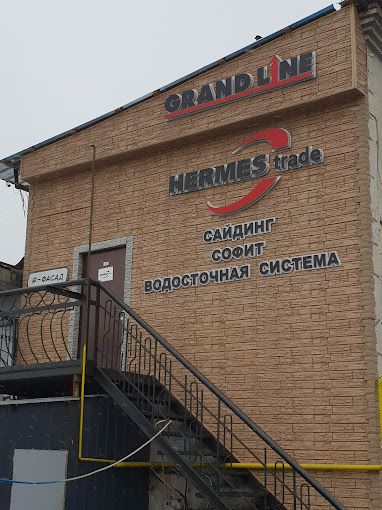 GRAND LINE
HERMES trade
САЙДИНГ
СОФИТ
ВОДОСТОЧНАЯ СИСТЕМА
Я-ФАСАД